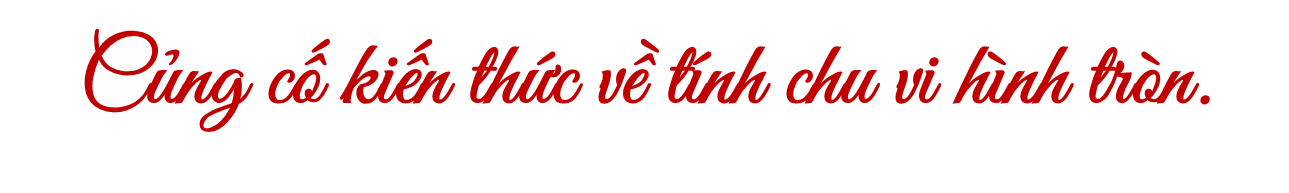 Củng cố kiến thức về tính chu vi hình tròn.